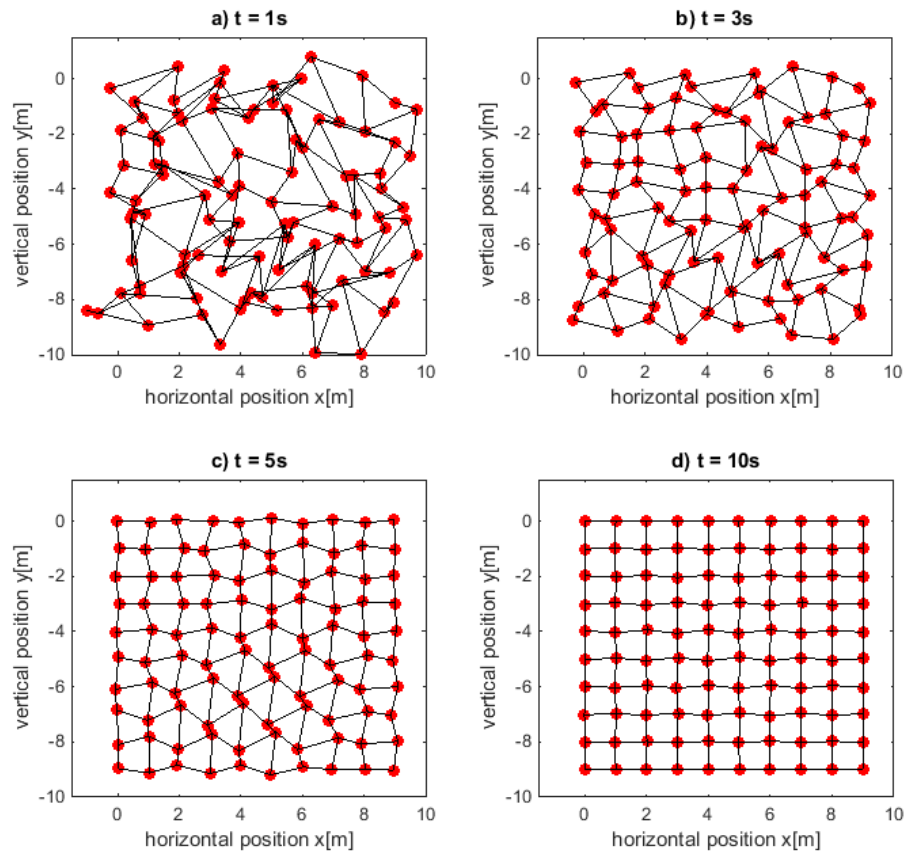 a) t = 1s
0
-2
-4
-6
-8
-10
vertical position y[m]
0 2 4 6 8 10
horizontal position x[m]
b) t = 3s
0
-2
-4
-6
-8
-10
vertical position y[m]
0 2 4 6 8 10
horizontal position x[m]
c) t = 5s
0
-2
-4
-6
-8
-10
vertical position y[m]
0 2 4 6 8 10
horizontal position x[m]
d) t = 10s
0
-2
-4
-6
-8
-10
vertical position y[m]
0 2 4 6 8 10
horizontal position x[m]